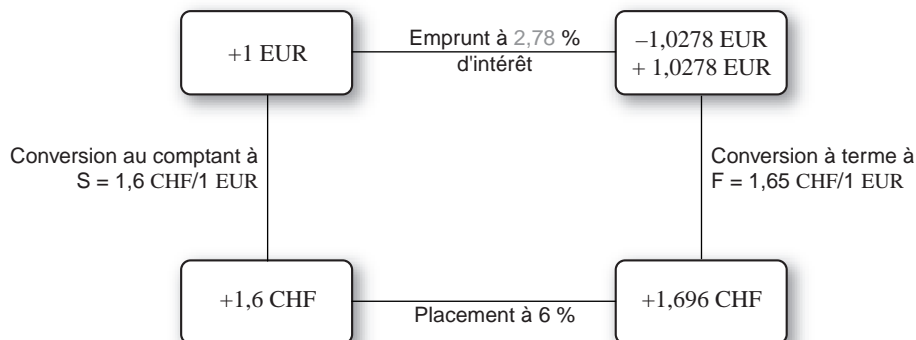 +1 EUR
Emprunt à 2,78 %
d'intérêt
–1,0278 EUR
+ 1,0278 EUR
Conversion au comptant à
S = 1,6 CHF/1 EUR
Conversion à terme à
F = 1,65 CHF/1 EUR
+1,6 CHF
Placement à 6 %
+1,696 CHF